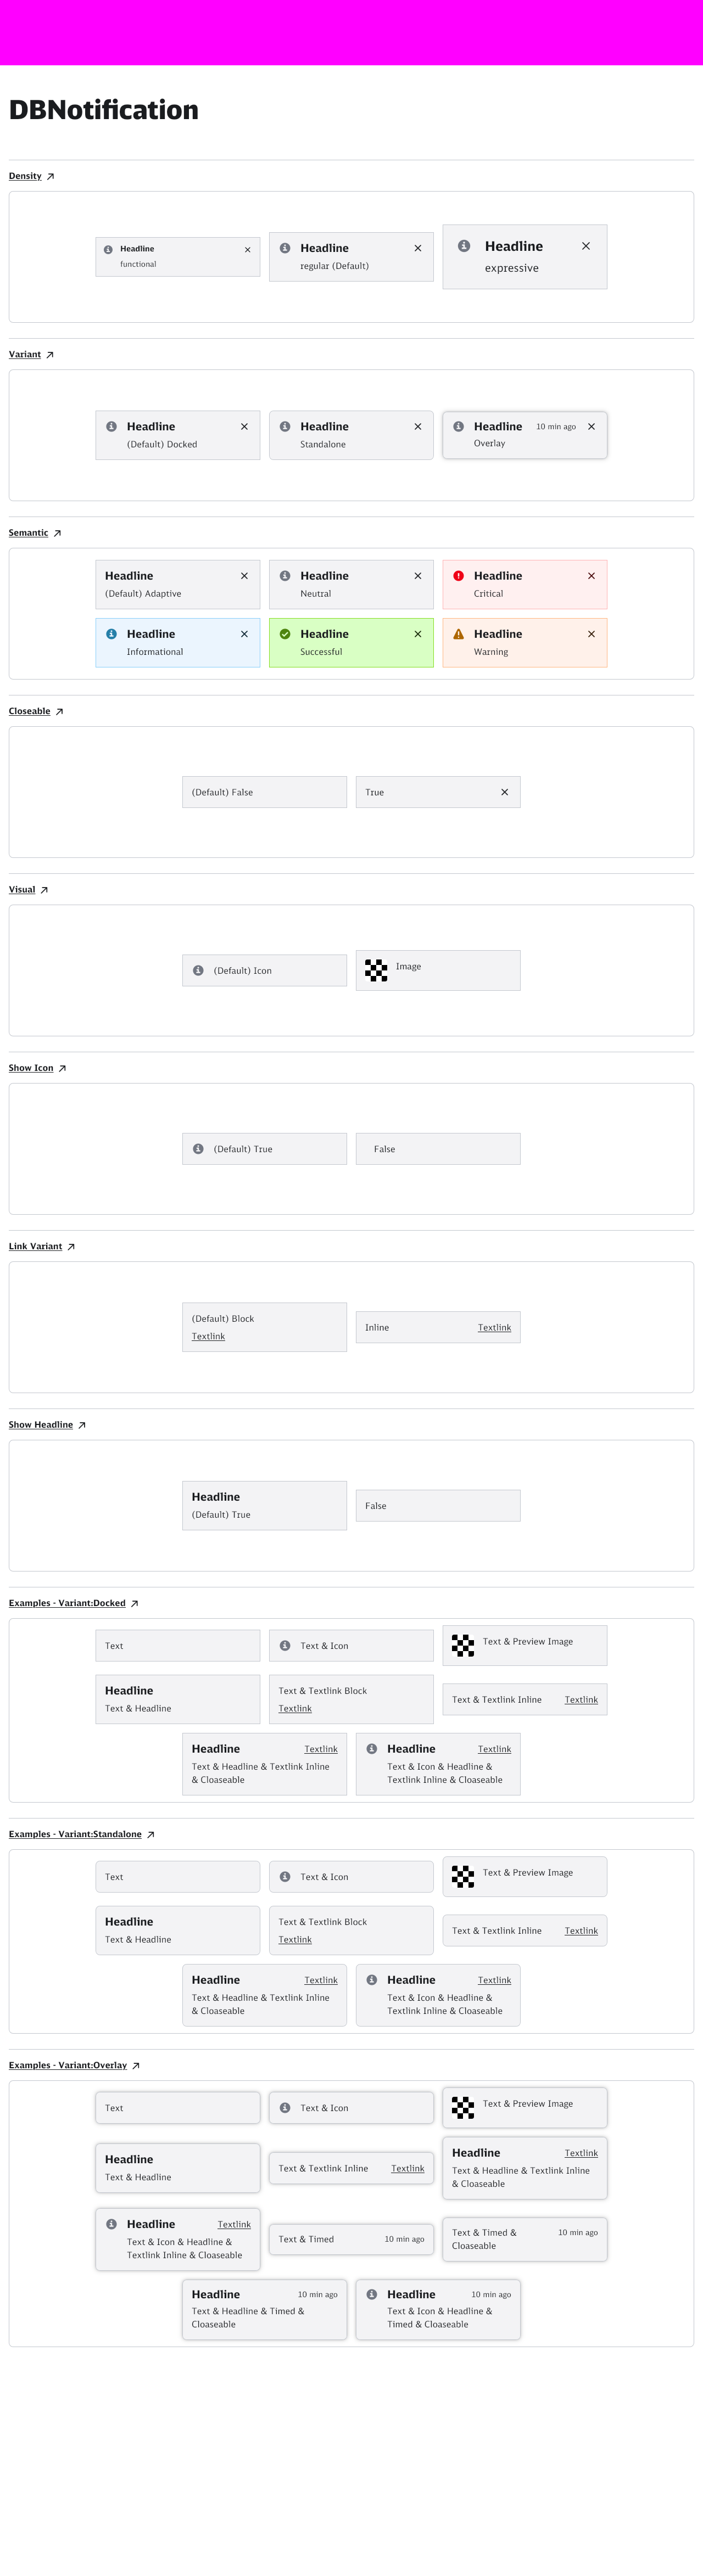 DBNotification
Density
Headline
functional
Headline
regular (Default)
Headline
expressive
Variant
Headline
(Default) Docked
Headline
Standalone
Headline 10 min ago
Overlay
Semantic
Headline
(Default) Adaptive
Headline
Neutral
Headline
Critical
Headline
Informational
Headline
Successful
Headline
Warning
Closeable
(Default) False
True
Visual
(Default) Icon
Image
Show Icon
(Default) True
False
Link Variant
(Default) Block
Textlink
Inline Textlink
Show Headline
Headline
(Default) True
False
Examples - Variant:Docked
Text
Text & Icon
Text & Preview Image
Headline
Text & Headline
Text & Textlink Block
Textlink
Text & Textlink Inline Textlink
Headline Textlink
Text & Headline & Textlink Inline
& Cloaseable
Headline Textlink
Text & Icon & Headline &
Textlink Inline & Cloaseable
Examples - Variant:Standalone
Text
Text & Icon
Text & Preview Image
Headline
Text & Headline
Text & Textlink Block
Textlink
Text & Textlink Inline Textlink
Headline Textlink
Text & Headline & Textlink Inline
& Cloaseable
Headline Textlink
Text & Icon & Headline &
Textlink Inline & Cloaseable
Examples - Variant:Overlay
Text
Text & Icon
Text & Preview Image
Headline
Text & Headline
Text & Textlink Inline Textlink
Headline Textlink
Text & Headline & Textlink Inline
& Cloaseable
Headline Textlink
Text & Icon & Headline &
Textlink Inline & Cloaseable
Text & Timed 10 min ago
Text & Timed & 10 min ago
Cloaseable
Headline 10 min ago
Text & Headline & Timed &
Cloaseable
Headline 10 min ago
Text & Icon & Headline &
Timed & Cloaseable